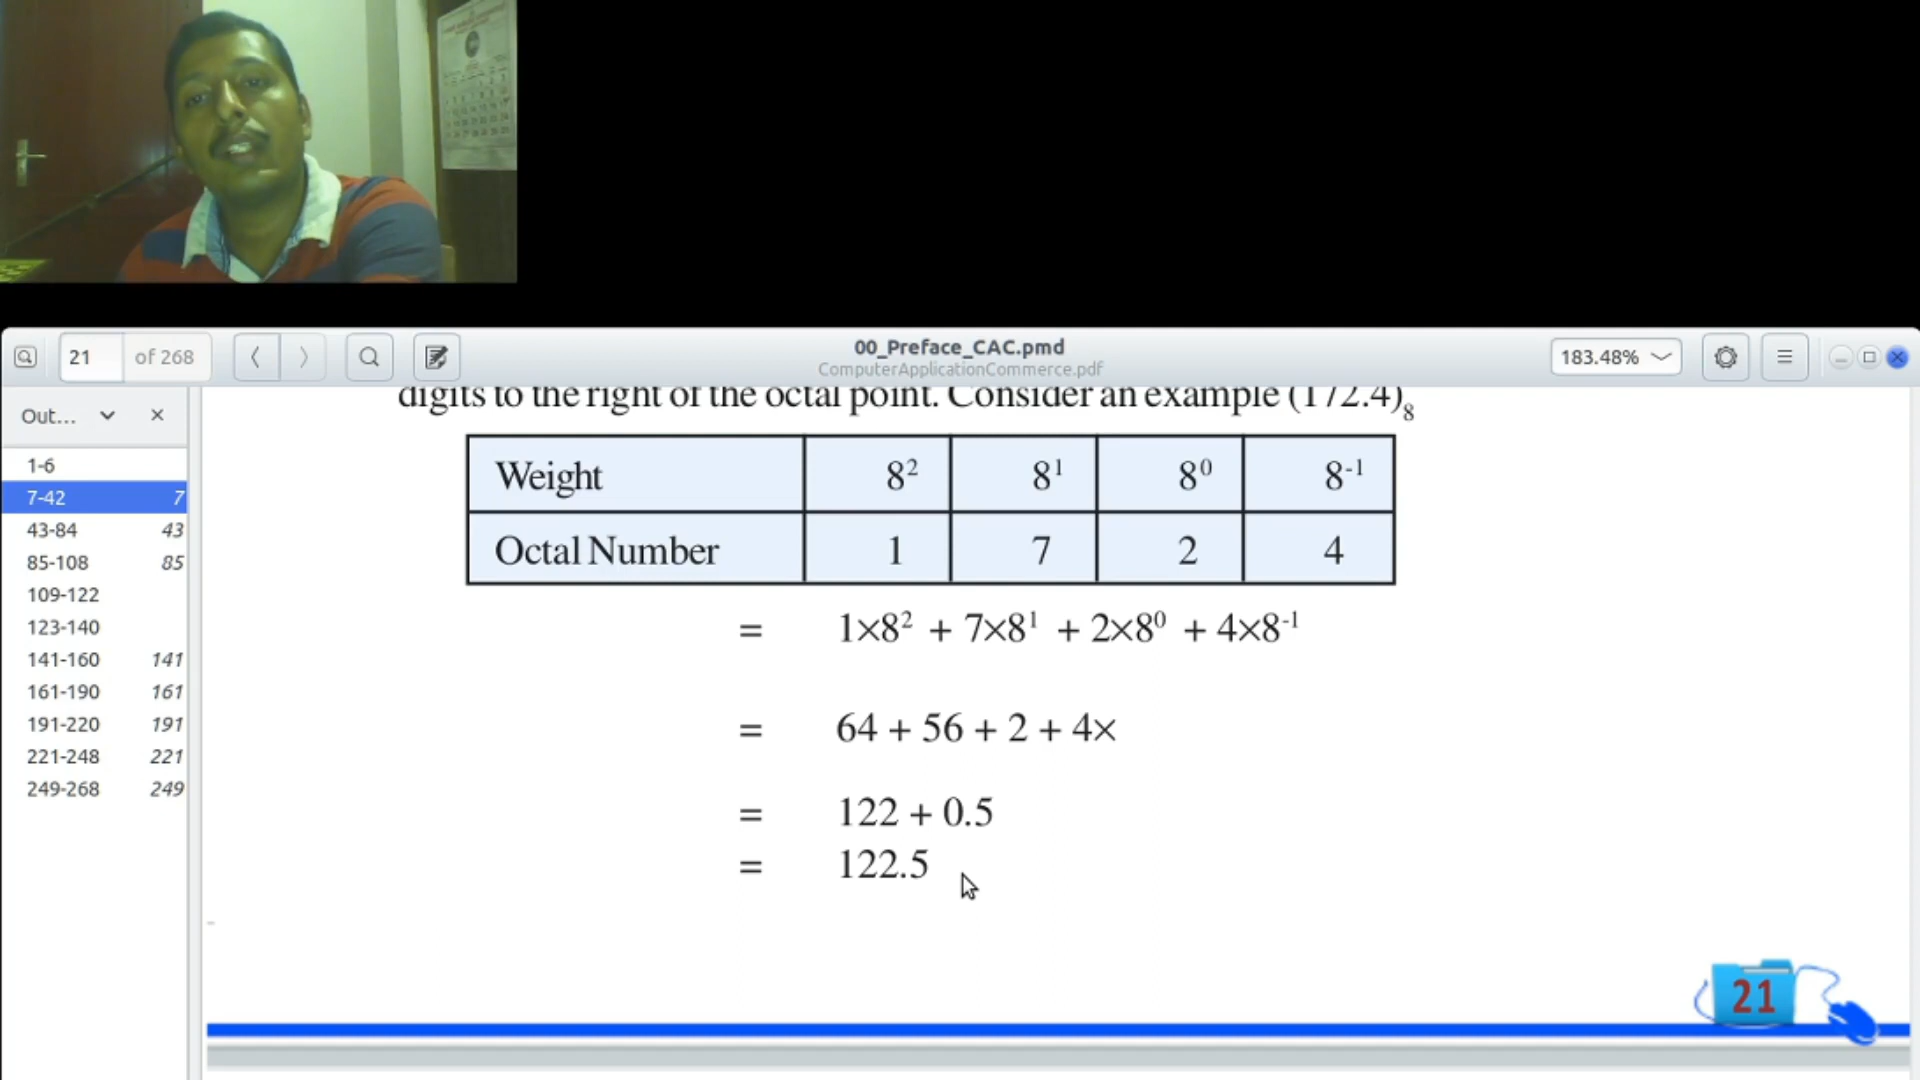 21 of 268
00_Preface_CAC.pmd
ComputerApplicationCommerce.pdf
183.48%
Out...
1-6
7-42 7
43-84 43
85-108 85
109-122
123-140
141-160 141
161-190 161
191-220 191
221-248 221
249-268 249
digits to the right of the octal point. Consider an example (172.4)₈
Weight 8² 8¹ 8⁰ 8⁻¹
Octal Number 1 7 2 4
= 1×8² + 7×8¹ + 2×8⁰ + 4×8⁻¹
= 64 + 56 + 2 + 4×
= 122 + 0.5
= 122.5
21